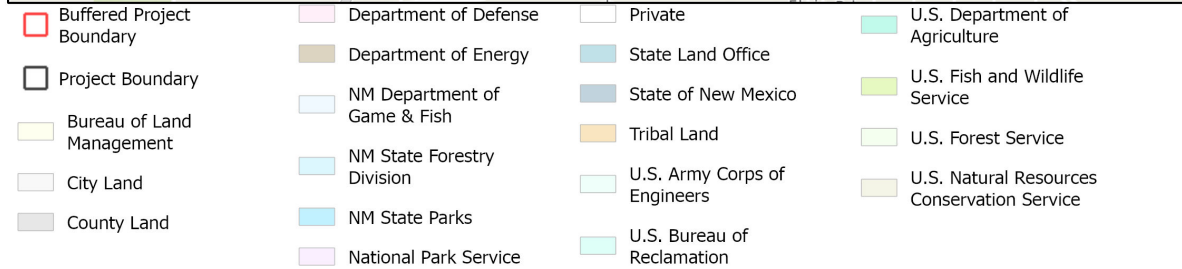 Buffered Project
Boundary
Project Boundary
Bureau of Land
Management
City Land
County Land
Department of Defense
Department of Energy
NM Department of
Game & Fish
NM State Forestry
Division
NM State Parks
National Park Service
Private
State Land Office
State of New Mexico
Tribal Land
U.S. Army Corps of
Engineers
U.S. Bureau of
Reclamation
U.S. Department of
Agriculture
U.S. Fish and Wildlife
Service
U.S. Forest Service
U.S. Natural Resources
Conservation Service